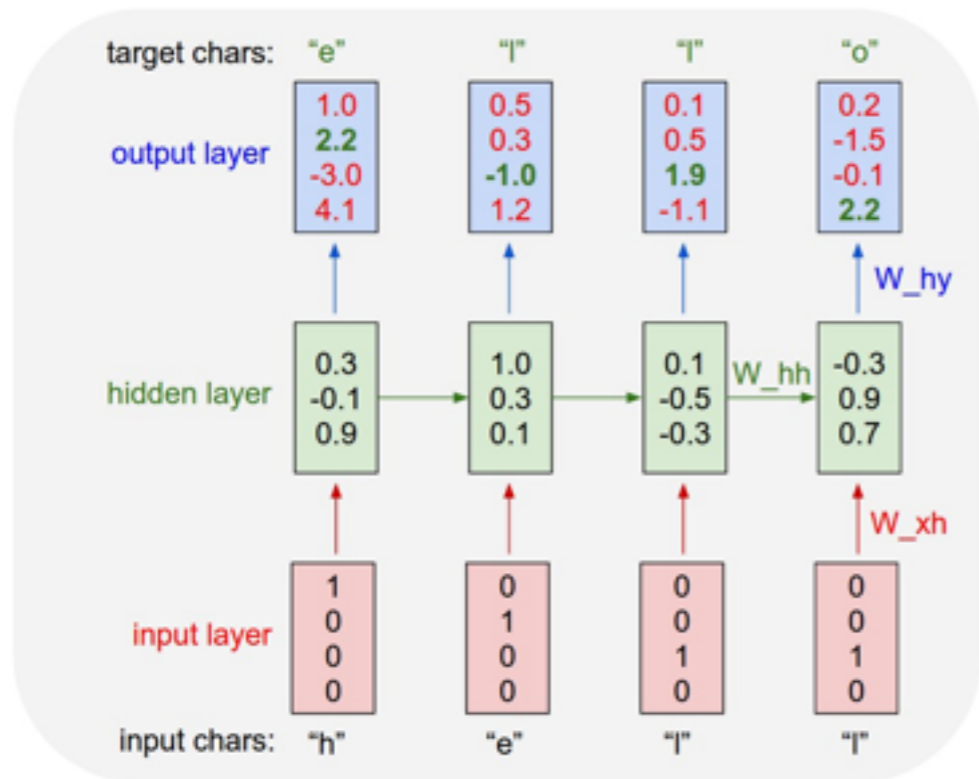 target chars: “e” “l” “l” “o”
1.0 0.5 0.1 0.2
2.2 0.3 0.5 -1.5
output layer
-3.0 -1.0 1.9 -0.1
4.1 1.2 -1.1 2.2
W_hy
0.3 1.0 0.1 -0.3
W_hh
hidden layer -0.1 0.3 -0.5 0.9
0.9 0.1 -0.3 0.7
W_xh
1 0 0 0
0 1 0 0
input layer
0 0 1 1
0 0 0 0
input chars: “h” “e” “l” “l”